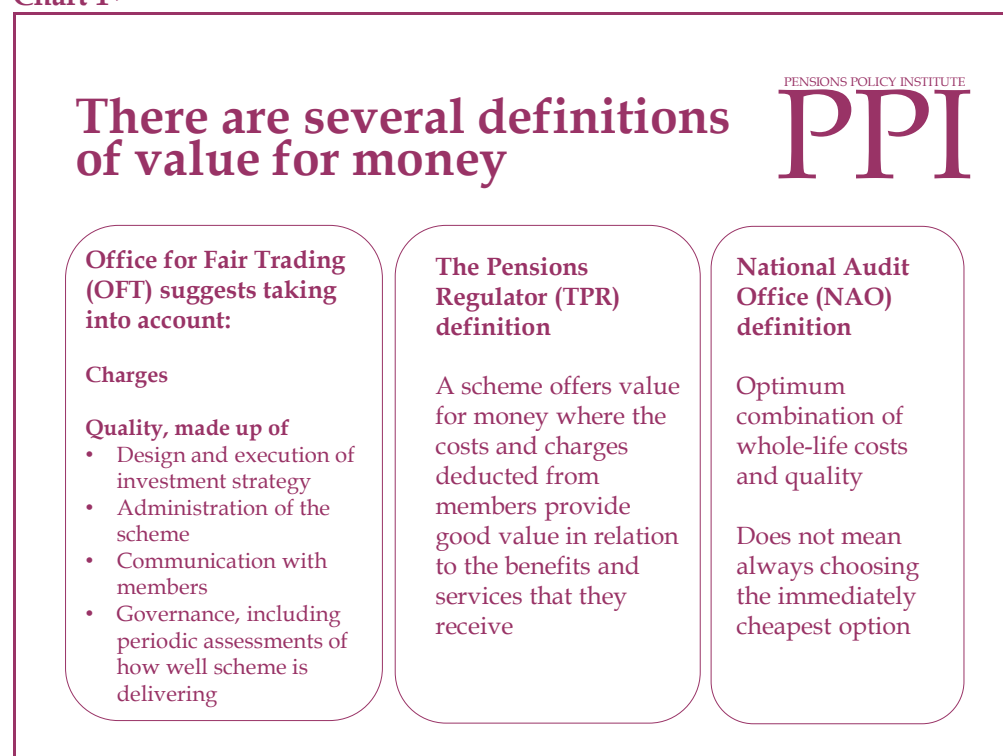 Chart 1
There are several definitions
of value for money
PENSIONS POLICY INSTITUTE
PPI
Office for Fair Trading
(OFT) suggests taking
into account:
Charges
Quality, made up of
• Design and execution of
investment strategy
• Administration of the
scheme
• Communication with
members
• Governance, including
periodic assessments of
how well scheme is
delivering
The Pensions
Regulator (TPR)
definition
A scheme offers value
for money where the
costs and charges
deducted from
members provide
good value in relation
to the benefits and
services that they
receive
National Audit
Office (NAO)
definition
Optimum
combination of
whole-life costs
and quality
Does not mean
always choosing
the immediately
cheapest option